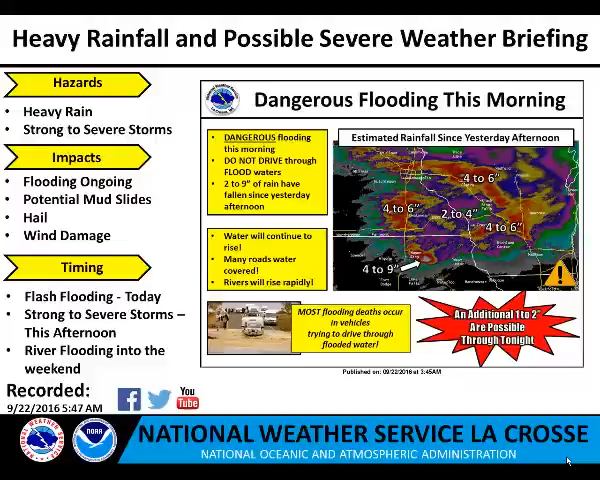 Heavy Rainfall and Possible Severe Weather Briefing
Hazards
• Heavy Rain
• Strong to Severe Storms
Impacts
• Flooding Ongoing
• Potential Mud Slides
• Hail
• Wind Damage
Timing
• Flash Flooding - Today
• Strong to Severe Storms –
This Afternoon
• River Flooding into the
weekend
Recorded:
9/22/2016 5:47 AM
You
Tube
Dangerous Flooding This Morning
• DANGEROUS flooding
this morning
• DO NOT DRIVE through
FLOOD waters
• 2 to 9” of rain have
fallen since yesterday
afternoon
• Water will continue to
rise!
• Many roads water
covered!
• Rivers will rise rapidly!
Estimated Rainfall Since Yesterday Afternoon
4 to 6”
4 to 6”
2 to 4”
4 to 6”
4 to 9”
MOST flooding deaths occur
in vehicles
trying to drive through
flooded water!
An Additional 1 to 2”
Are Possible
Through Tonight
Published on: 09/22/2016 at 3:45AM
NOAA
NATIONAL WEATHER SERVICE LA CROSSE
NATIONAL OCEANIC AND ATMOSPHERIC ADMINISTRATION